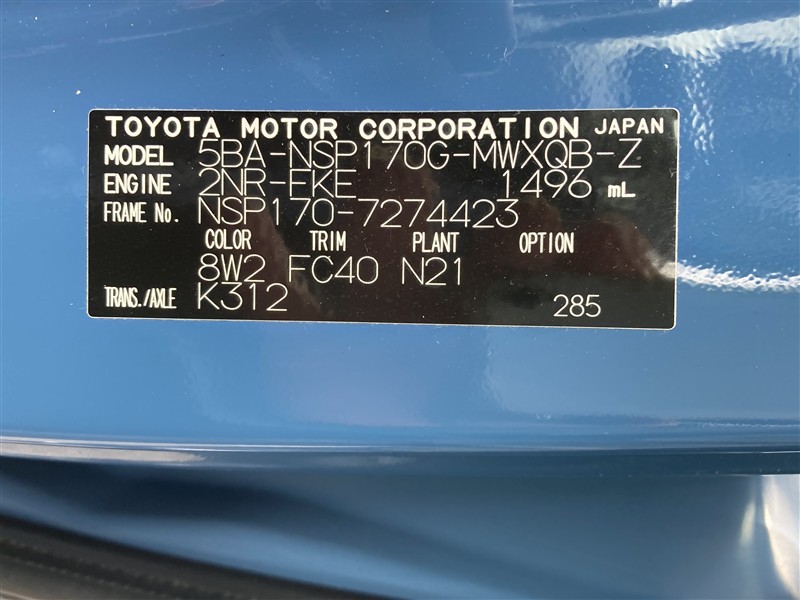 TOYOTA MOTOR CORPORATION JAPAN
MODEL 5BA-NSP170G-MWXQB-Z
ENGINE 2NR-FKE 1496 mL
FRAME No. NSP170-7274423
COLOR TRIM PLANT OPTION
8W2 FC40 N21
TRANS./AXLE K312 285